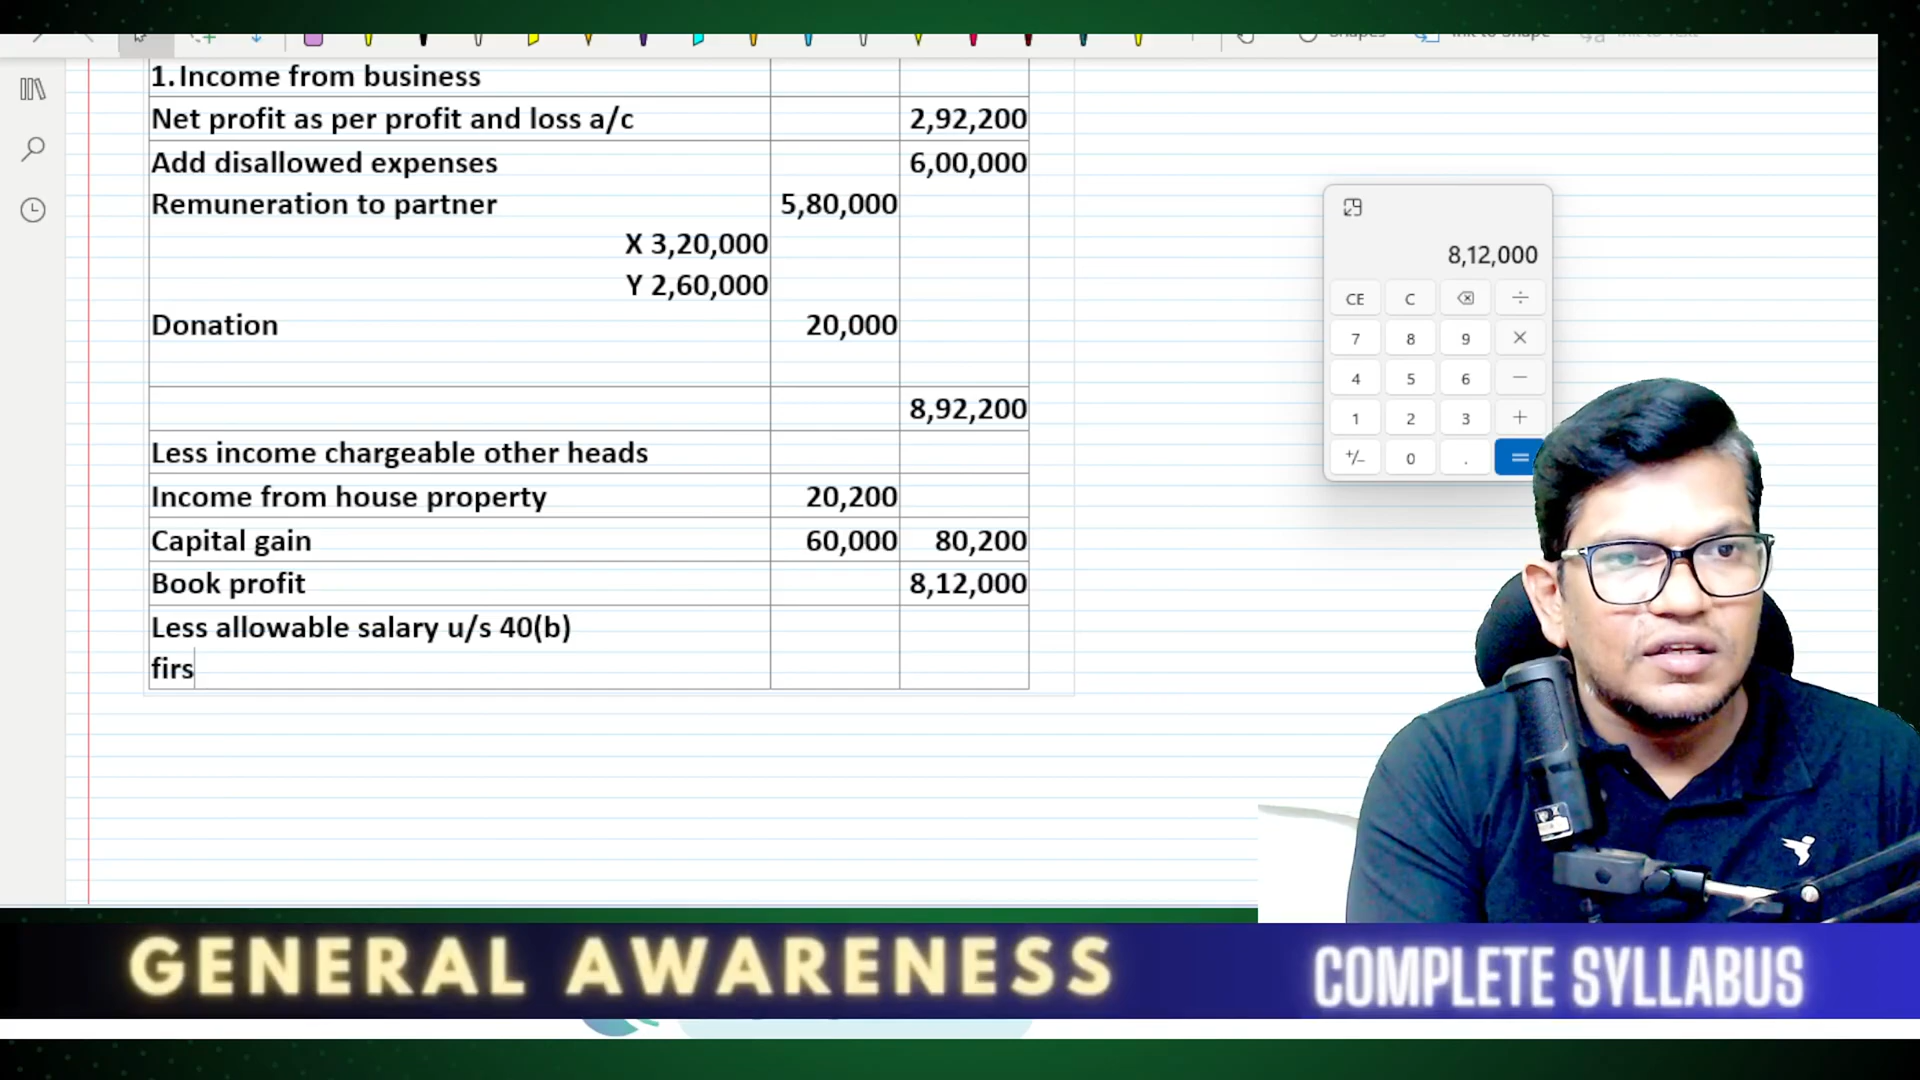 1.Income from business
Net profit as per profit and loss a/c 2,92,200
Add disallowed expenses 6,00,000
Remuneration to partner 5,80,000
X 3,20,000
Y 2,60,000
Donation 20,000
8,92,200
Less income chargeable other heads
Income from house property 20,200
Capital gain 60,000 80,200
Book profit 8,12,000
Less allowable salary u/s 40(b)
firs
8,12,000
CE C ⌫ ÷
7 8 9 ×
4 5 6 −
1 2 3 +
+/− 0 . =
GENERAL AWARENESS
COMPLETE SYLLABUS